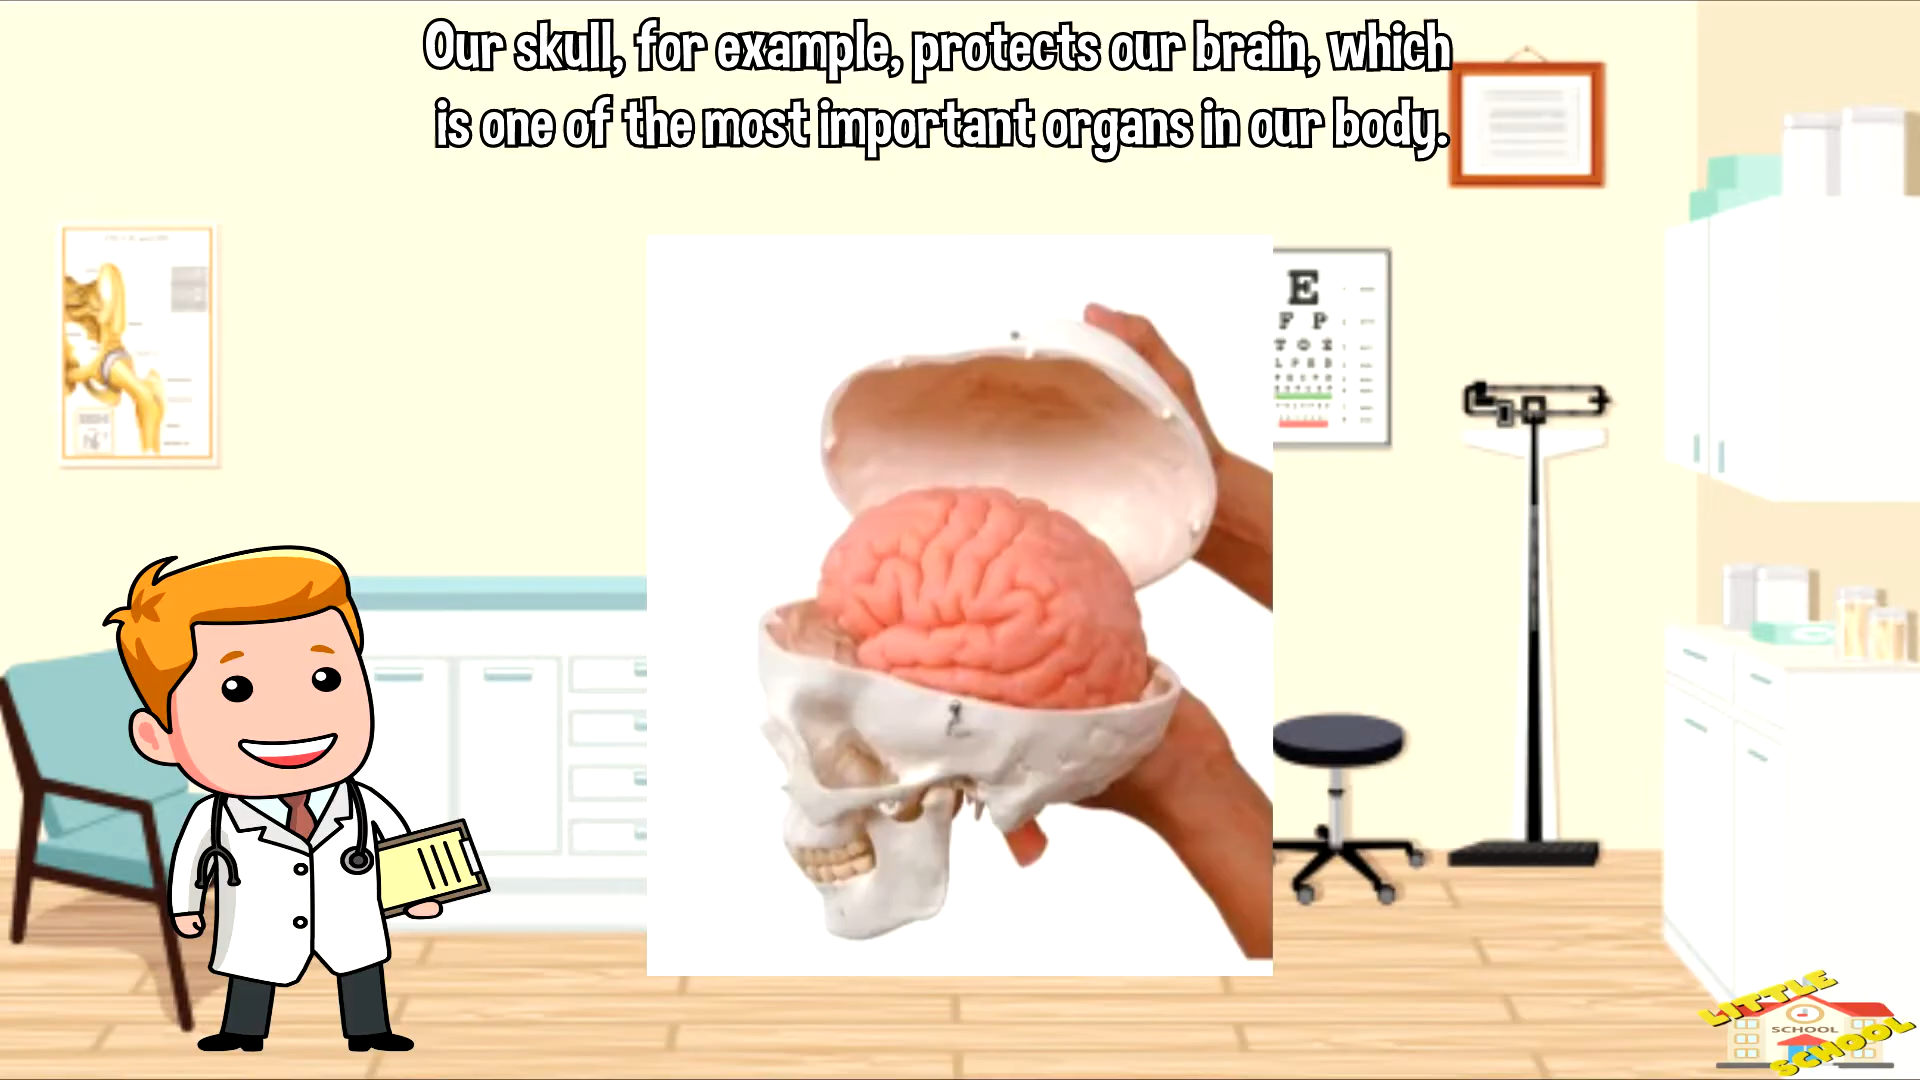 Our skull, for example, protects our brain, which
is one of the most important organs in our body.
E
F P
T O Z
LITTLE
SCHOOL
SCHOOL